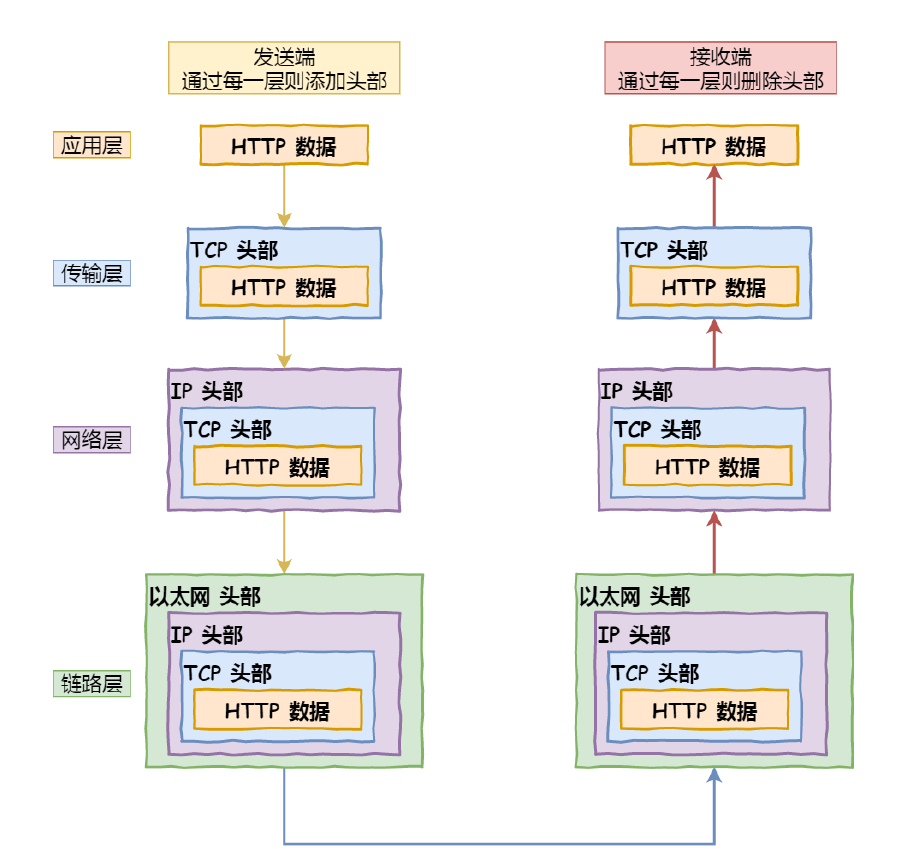 发送端
通过每一层则添加头部
接收端
通过每一层则删除头部
应用层
HTTP 数据
HTTP 数据
传输层
TCP 头部
HTTP 数据
TCP 头部
HTTP 数据
网络层
IP 头部
TCP 头部
HTTP 数据
IP 头部
TCP 头部
HTTP 数据
链路层
以太网 头部
IP 头部
TCP 头部
HTTP 数据
以太网 头部
IP 头部
TCP 头部
HTTP 数据